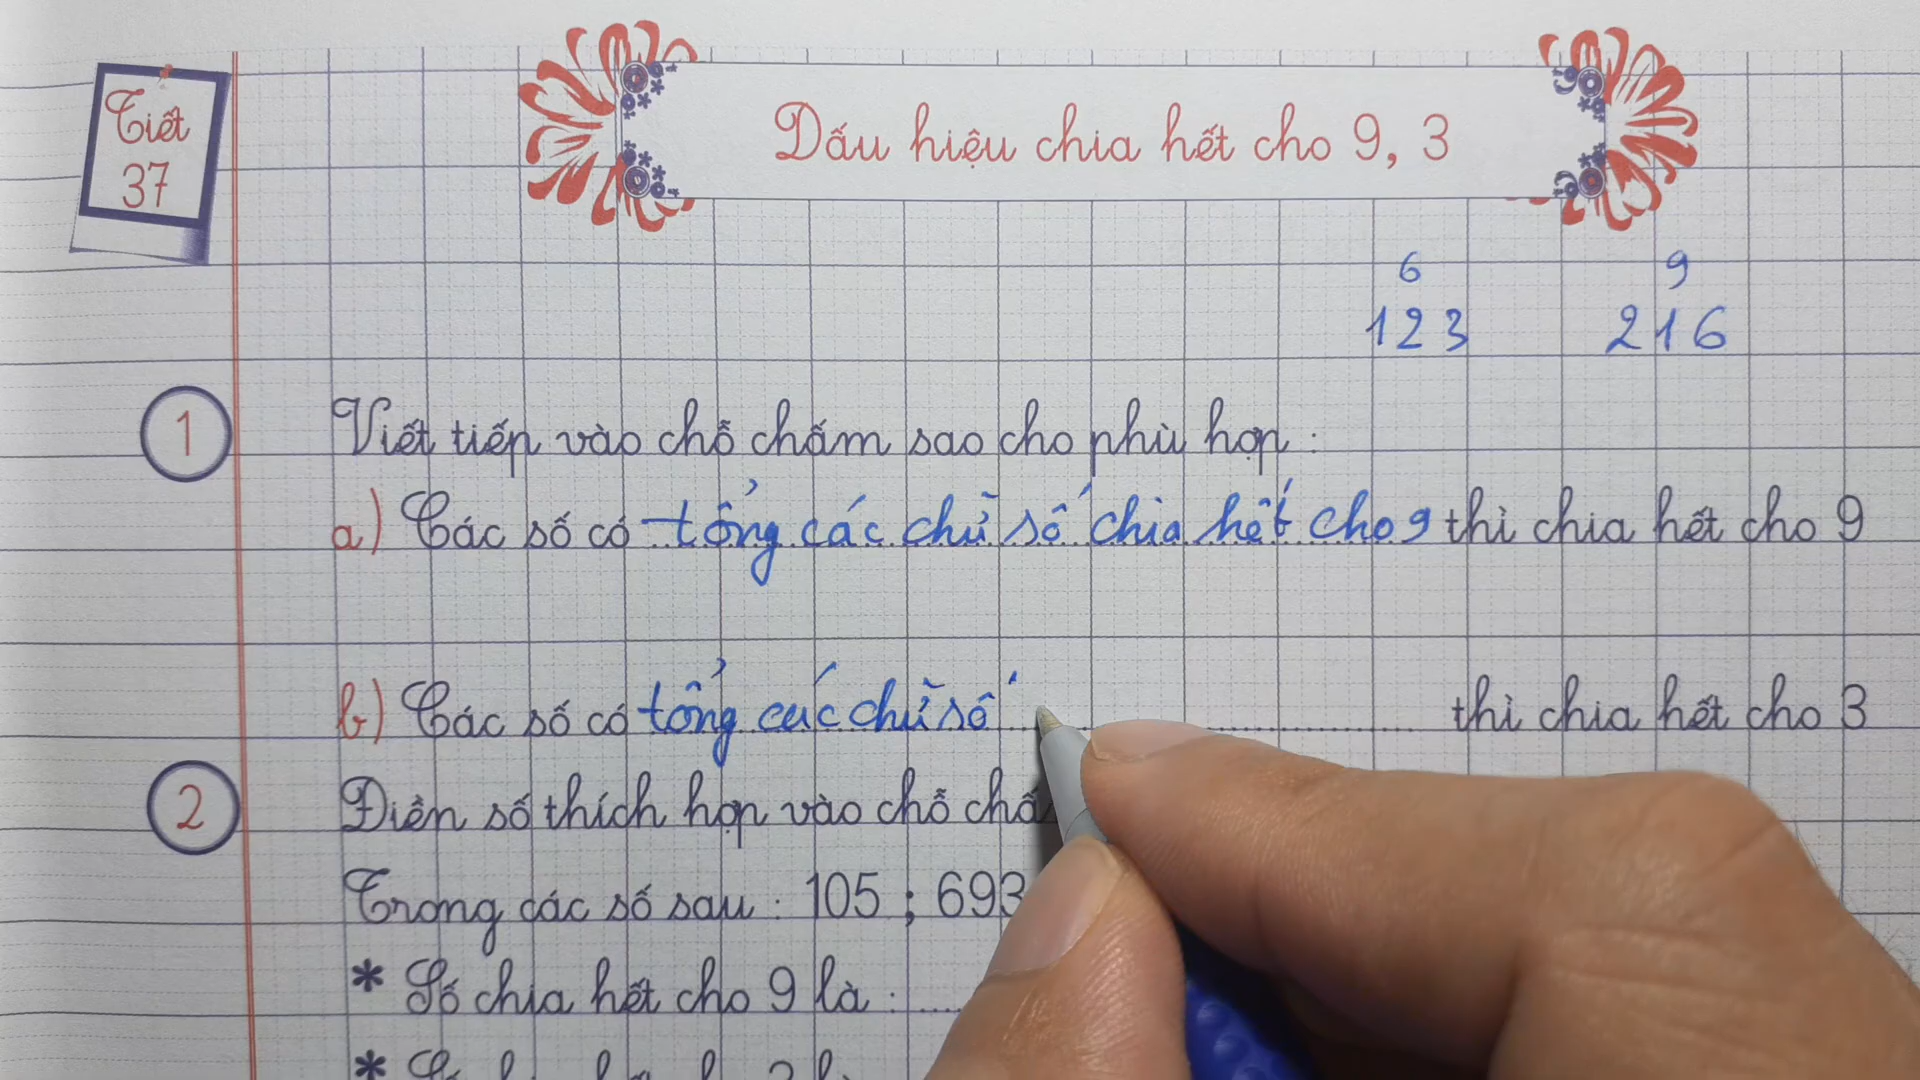 Tiết
37
Dấu hiệu chia hết cho 9, 3
6 9
123 216
1 Viết tiếp vào chỗ chấm sao cho phù hợp :
a) Các số có tổng các chữ số chia hết cho 9 thì chia hết cho 9
b) Các số có tổng các chữ số ........ thì chia hết cho 3
2 Điền số thích hợp vào chỗ
Trong các số sau : 105 ; 693
* Số chia hết cho 9 là : ....
*